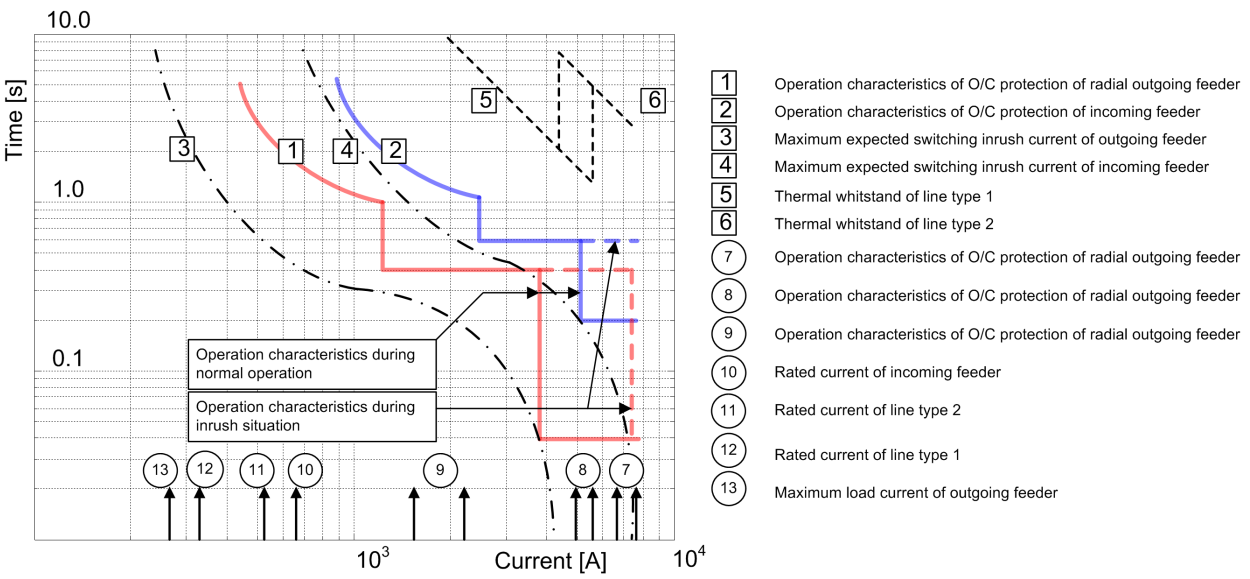 10.0
1.0
0.1
Time [s]
3
1
4
2
5
6
Operation characteristics during
normal operation
Operation characteristics during
inrush situation
13
12
11
10
9
8
7
10³
Current [A]
10⁴
1 Operation characteristics of O/C protection of radial outgoing feeder
2 Operation characteristics of O/C protection of incoming feeder
3 Maximum expected switching inrush current of outgoing feeder
4 Maximum expected switching inrush current of incoming feeder
5 Thermal whitstand of line type 1
6 Thermal whitstand of line type 2
7 Operation characteristics of O/C protection of radial outgoing feeder
8 Operation characteristics of O/C protection of radial outgoing feeder
9 Operation characteristics of O/C protection of radial outgoing feeder
10 Rated current of incoming feeder
11 Rated current of line type 2
12 Rated current of line type 1
13 Maximum load current of outgoing feeder